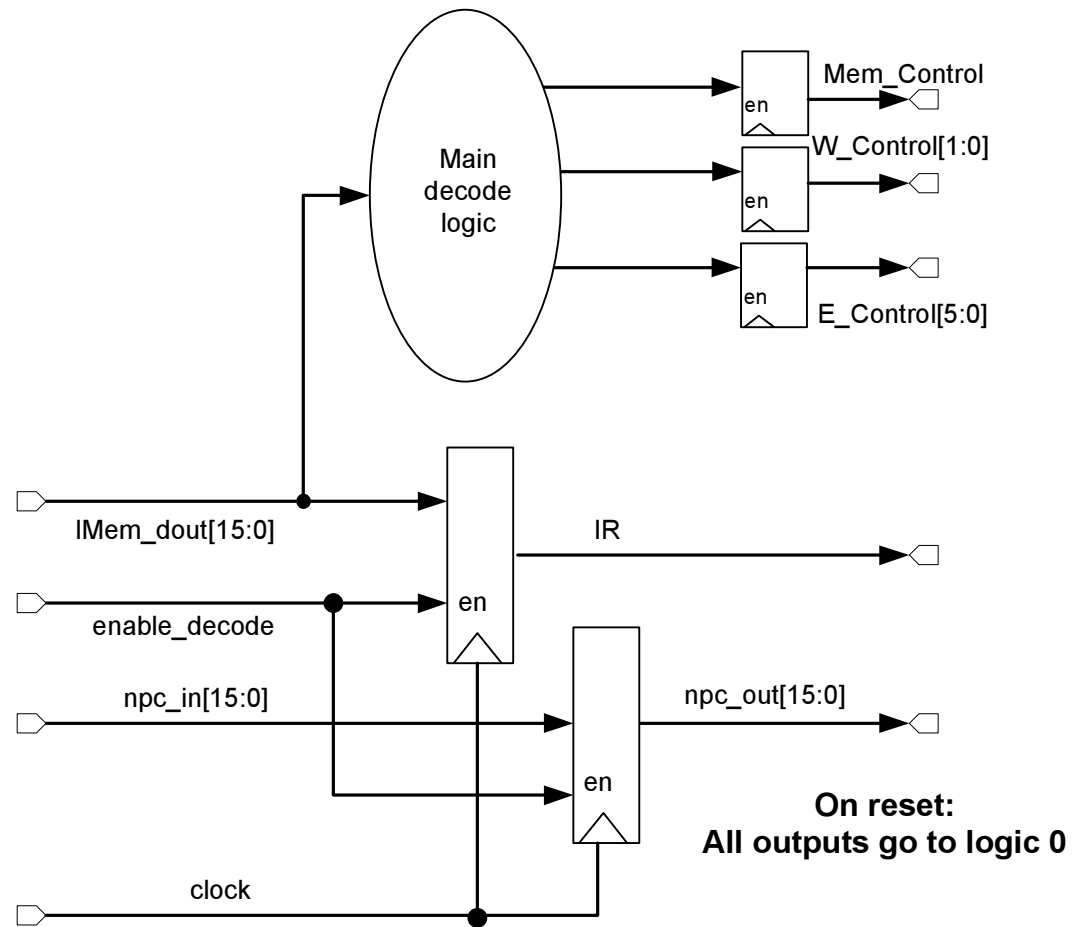 Main
decode
logic
en
Mem_Control
en
W_Control[1:0]
en
E_Control[5:0]
IMem_dout[15:0]
IR
enable_decode
en
npc_in[15:0]
npc_out[15:0]
en
On reset:
All outputs go to logic 0
clock